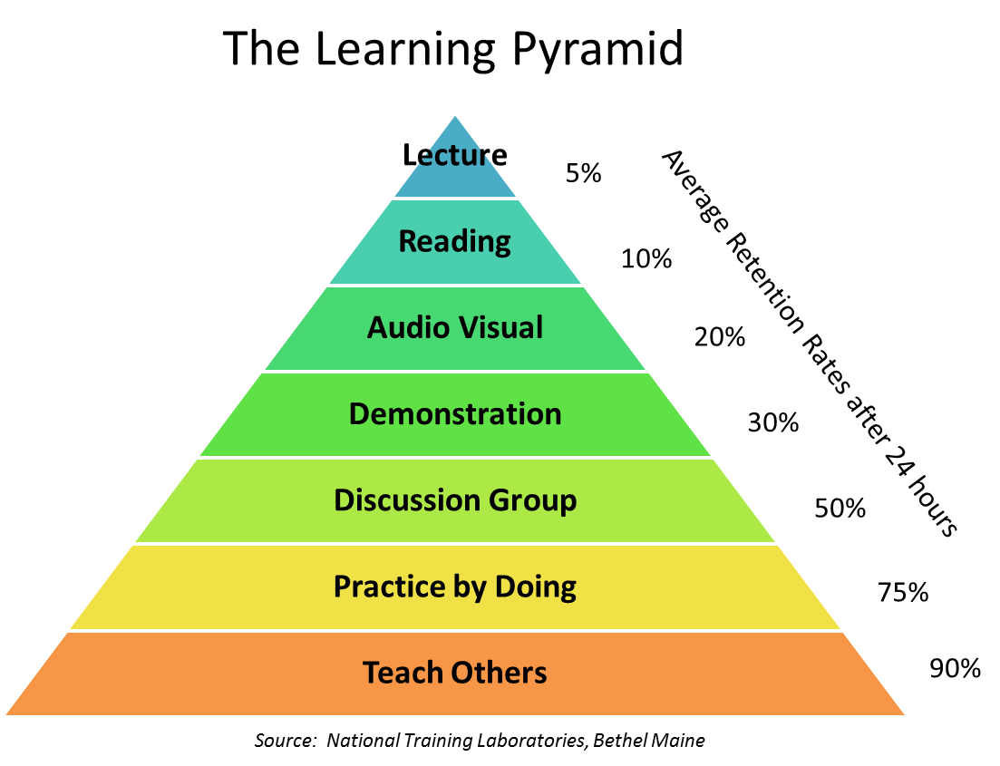 The Learning Pyramid
Lecture
5%
Reading
10%
Audio Visual
20%
Demonstration
30%
Discussion Group
50%
Practice by Doing
75%
Teach Others
90%
Average Retention Rates after 24 hours
Source:  National Training Laboratories, Bethel Maine